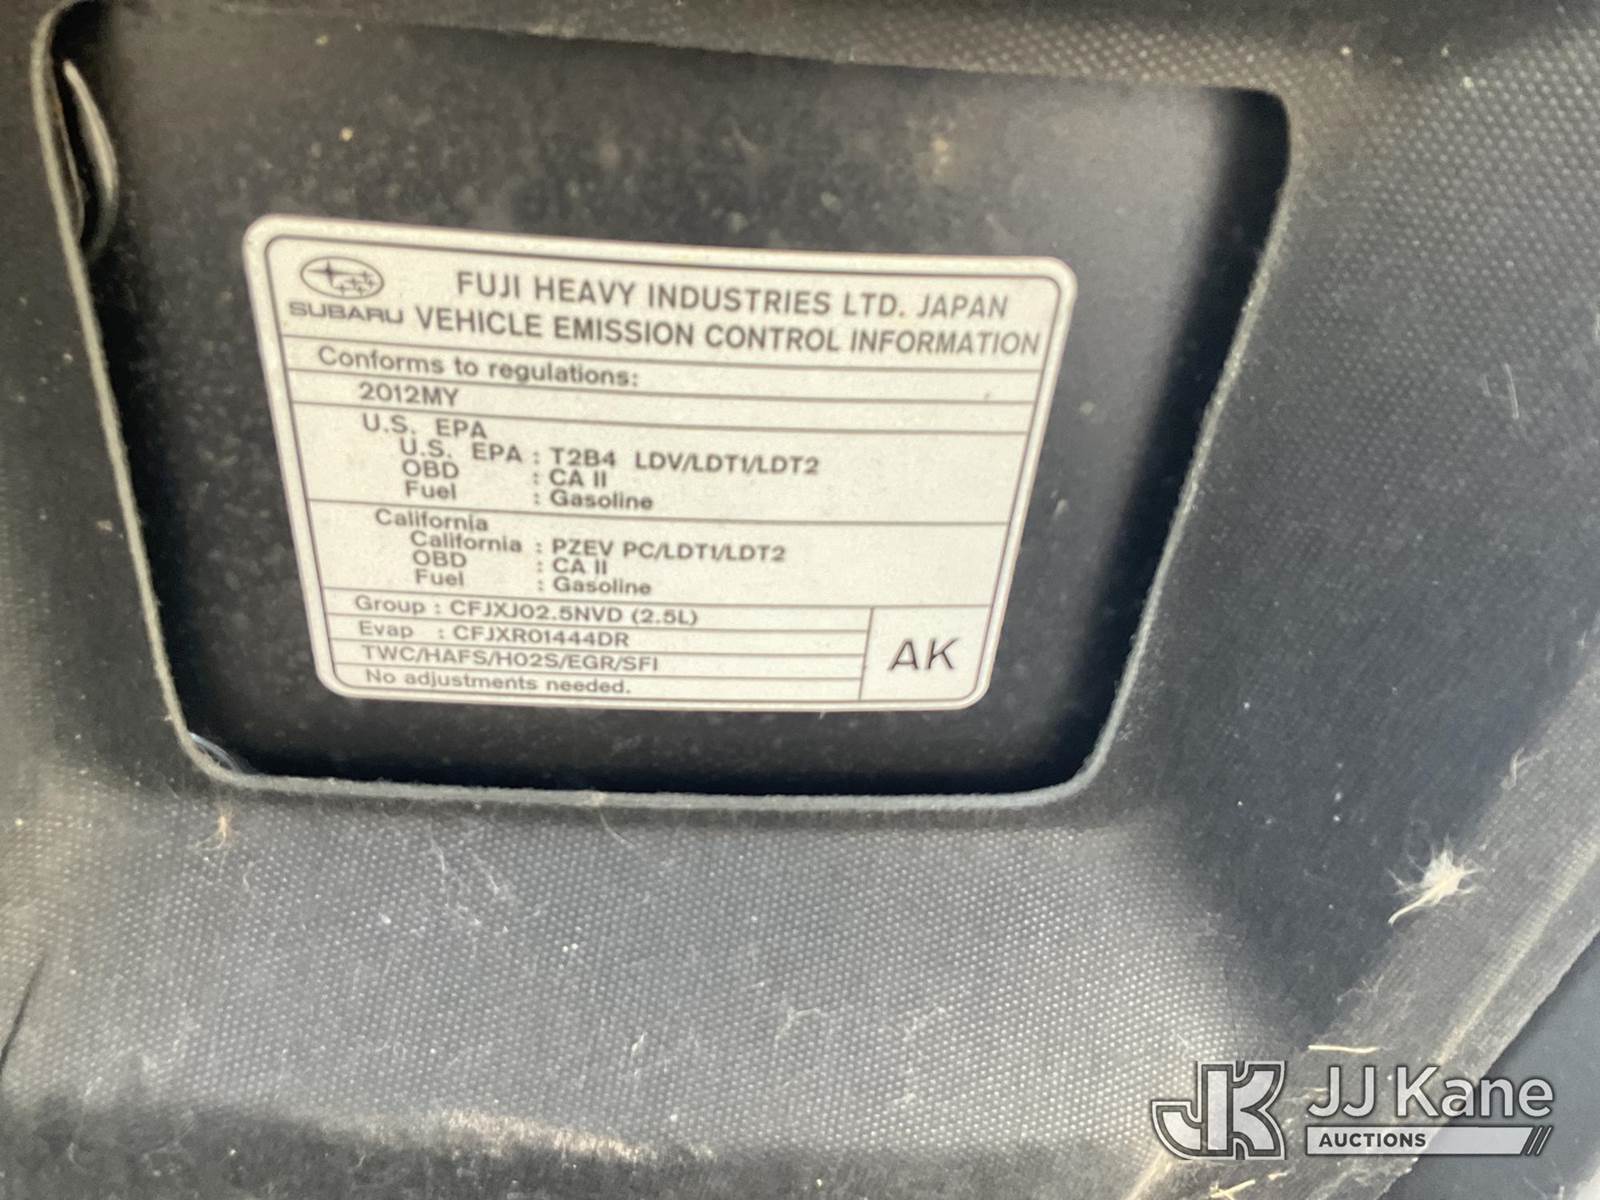 FUJI HEAVY INDUSTRIES LTD. JAPAN
SUBARU VEHICLE EMISSION CONTROL INFORMATION
Conforms to regulations:
2012MY
U.S. EPA
U.S. EPA : T2B4 LDV/LDT1/LDT2
OBD : CA II
Fuel : Gasoline
California
California : PZEV PC/LDT1/LDT2
OBD : CA II
Fuel : Gasoline
Group : CFJXJ02.5NVD (2.5L)
Evap : CFJXR01444DR
TWC/HAFS/HO2S/EGR/SFI
No adjustments needed.
AK
JK JJ Kane
AUCTIONS